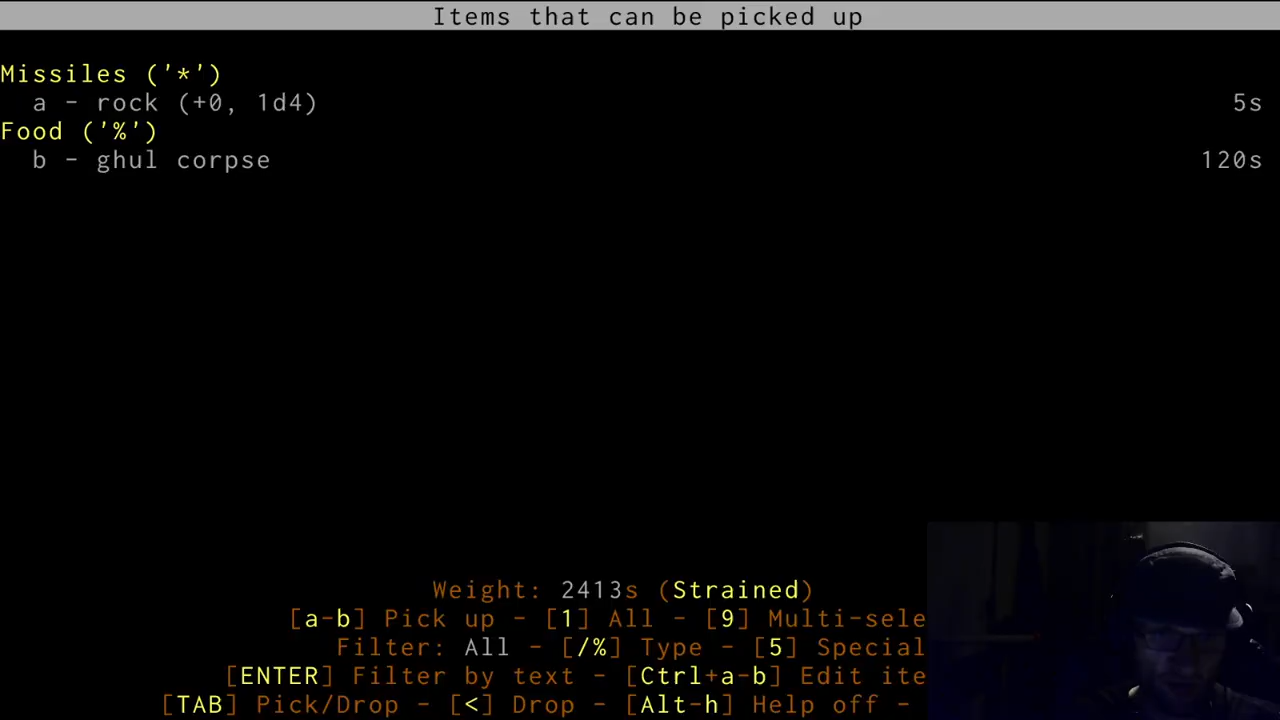 Items that can be picked up
Missiles ('*')
a - rock (+0, 1d4) 5s
Food ('%')
b - ghul corpse 120s
Weight: 2413s (Strained)
[a-b] Pick up - [1] All - [9] Multi-sele
Filter: All - [/%] Type - [5] Special
[ENTER] Filter by text - [Ctrl+a-b] Edit ite
[TAB] Pick/Drop - [<] Drop - [Alt-h] Help off -